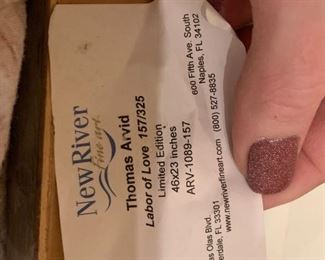 NewRiver
fine art.
Thomas Arvid
Labor of Love 157/325
Limited Edition
46x23 inches
ARV-1089-157
600 Fifth Ave. South
Naples, FL 34102
as Olas Blvd.
erdale, FL 33301
www.newriverfineart.com (800) 527-8835